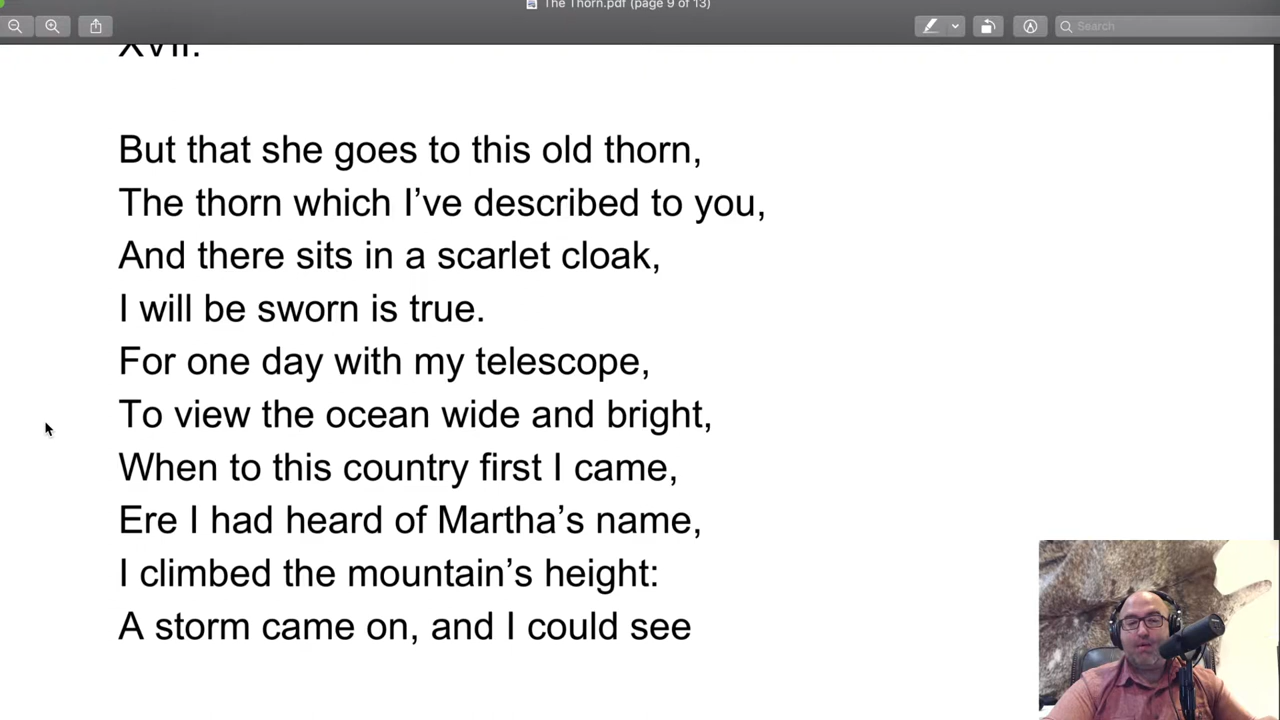 The Thorn.pdf (page 9 of 13)
Search
XVII.
But that she goes to this old thorn,
The thorn which I’ve described to you,
And there sits in a scarlet cloak,
I will be sworn is true.
For one day with my telescope,
To view the ocean wide and bright,
When to this country first I came,
Ere I had heard of Martha’s name,
I climbed the mountain’s height:
A storm came on, and I could see